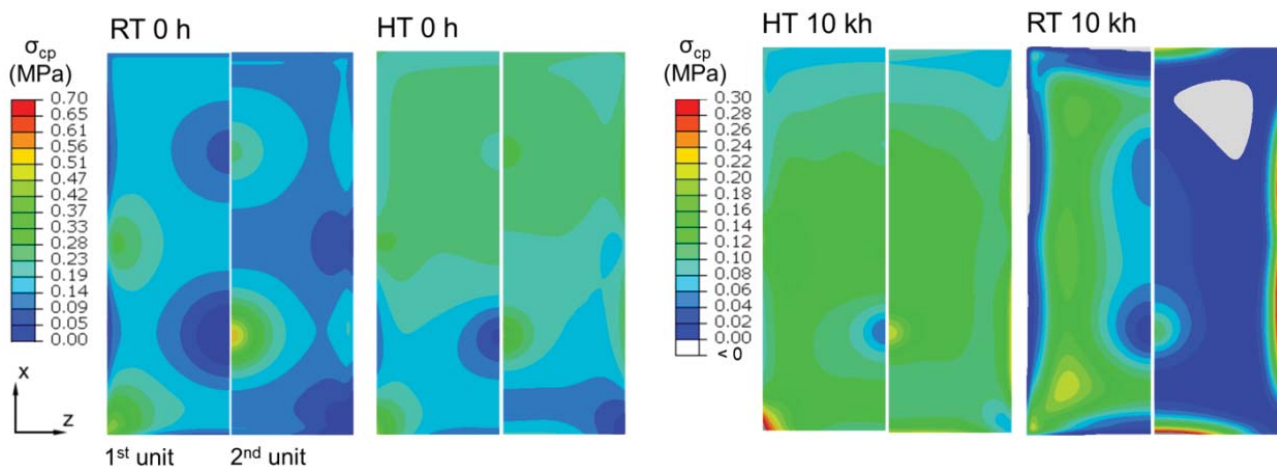 RT 0 h
HT 0 h
HT 10 kh
RT 10 kh
σcp
(MPa)
0.70
0.65
0.61
0.56
0.51
0.47
0.42
0.37
0.33
0.28
0.23
0.19
0.14
0.09
0.05
0.00
x
z
1st unit
2nd unit
σcp
(MPa)
0.30
0.28
0.26
0.24
0.22
0.20
0.18
0.16
0.14
0.12
0.10
0.08
0.06
0.04
0.02
0.00
< 0